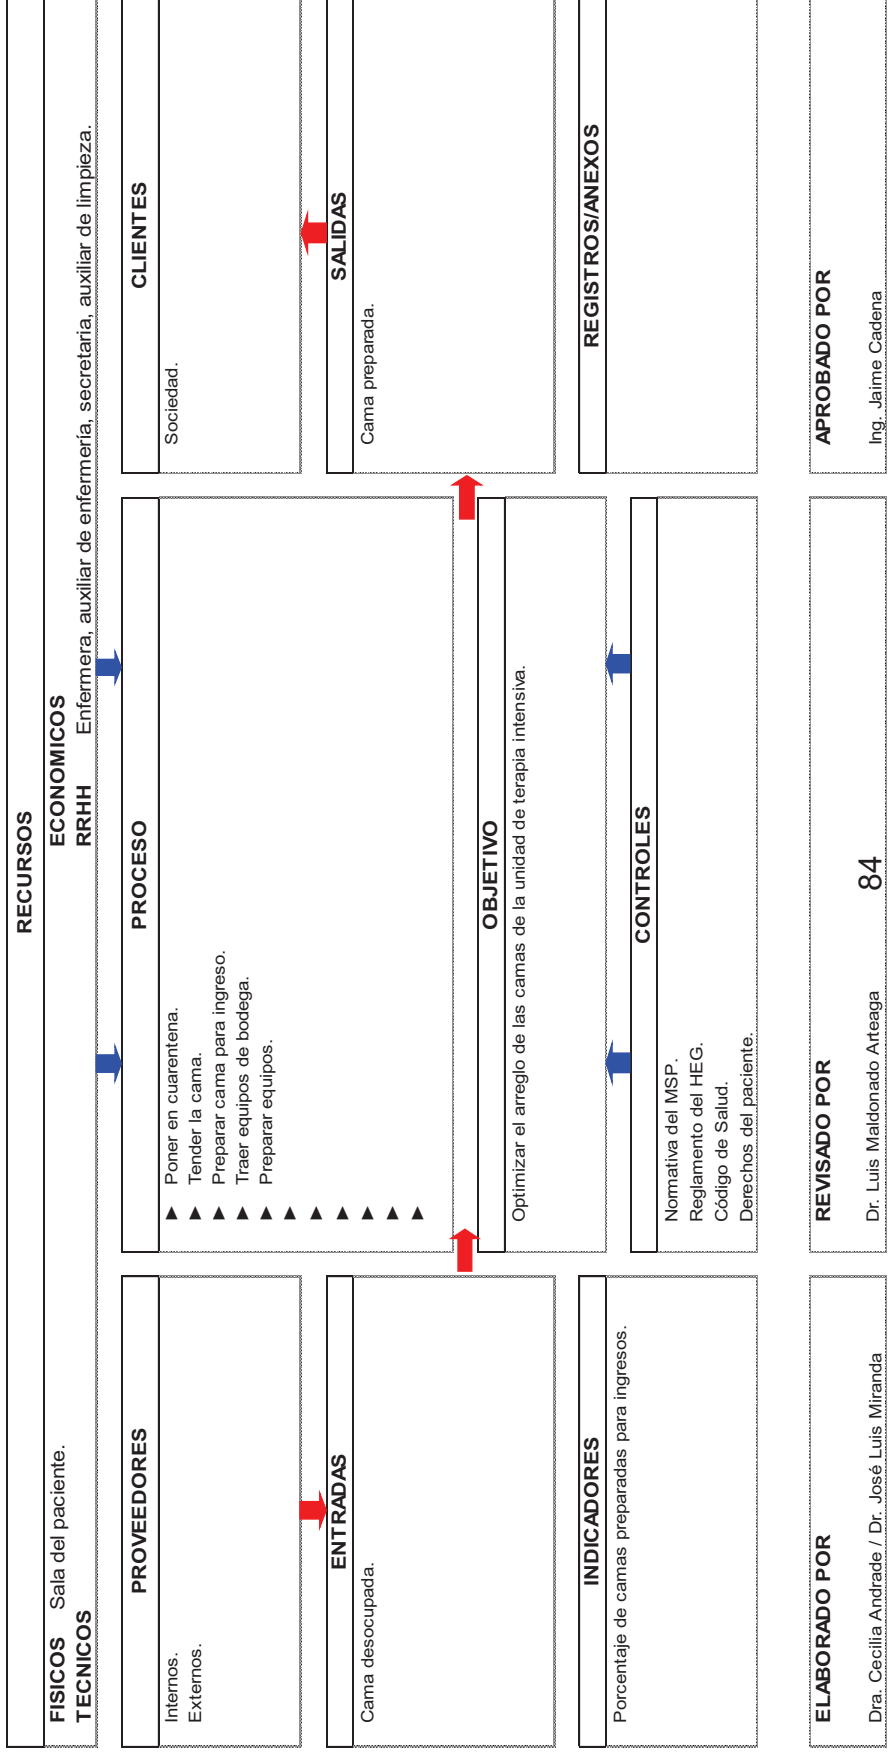 RECURSOS
FISICOS Sala del paciente.
ECONOMICOS
TECNICOS
RRHH Enfermera, auxiliar de enfermería, secretaria, auxiliar de limpieza.
PROVEEDORES
Internos.
Externos.
PROCESO
▲ Poner en cuarentena.
▲ Tender la cama.
▲ Preparar cama para ingreso.
▲ Traer equipos de bodega.
▲ Preparar equipos.
▲
▲
▲
▲
▲
▲
CLIENTES
Sociedad.
ENTRADAS
Cama desocupada.
SALIDAS
Cama preparada.
OBJETIVO
Optimizar el arreglo de las camas de la unidad de terapia intensiva.
INDICADORES
Porcentaje de camas preparadas para ingresos.
CONTROLES
Normativa del MSP.
Reglamento del HEG.
Código de Salud.
Derechos del paciente.
REGISTROS/ANEXOS
ELABORADO POR
Dra. Cecilia Andrade / Dr. José Luis Miranda
REVISADO POR
Dr. Luis Maldonado Arteaga
APROBADO POR
Ing. Jaime Cadena
84